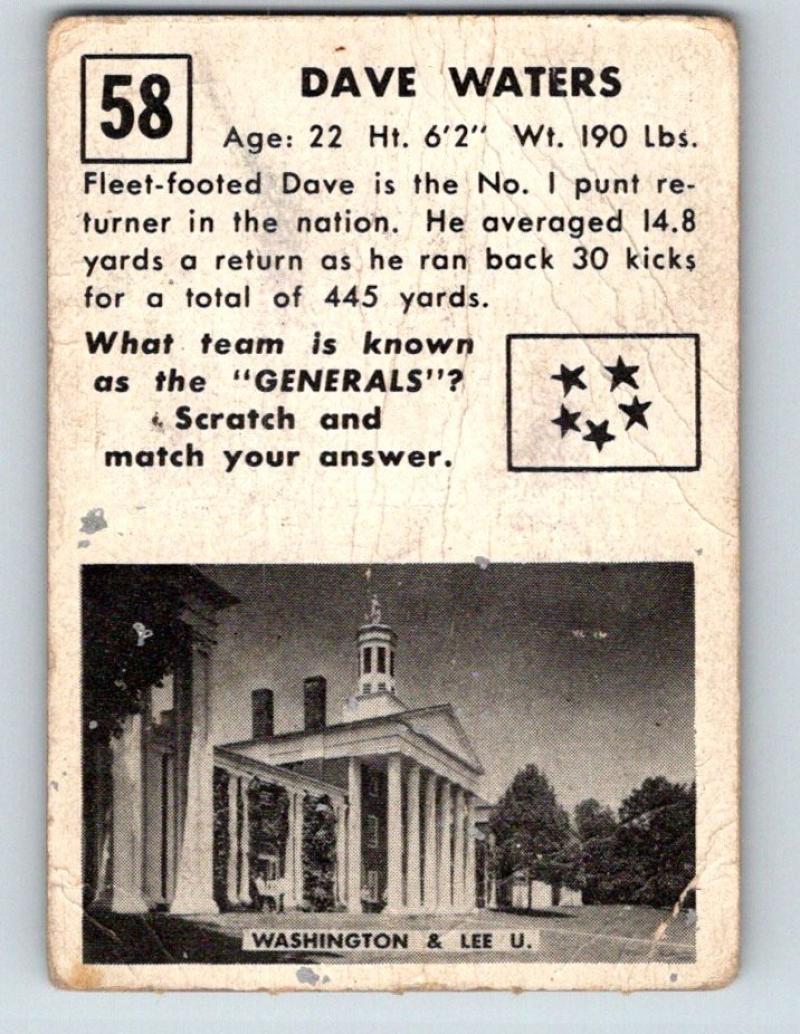 58
DAVE WATERS
Age: 22 Ht. 6'2" Wt. 190 Lbs.
Fleet-footed Dave is the No. 1 punt re-
turner in the nation. He averaged 14.8
yards a return as he ran back 30 kicks
for a total of 445 yards.
What team is known
as the "GENERALS"?
Scratch and
match your answer.
WASHINGTON & LEE U.